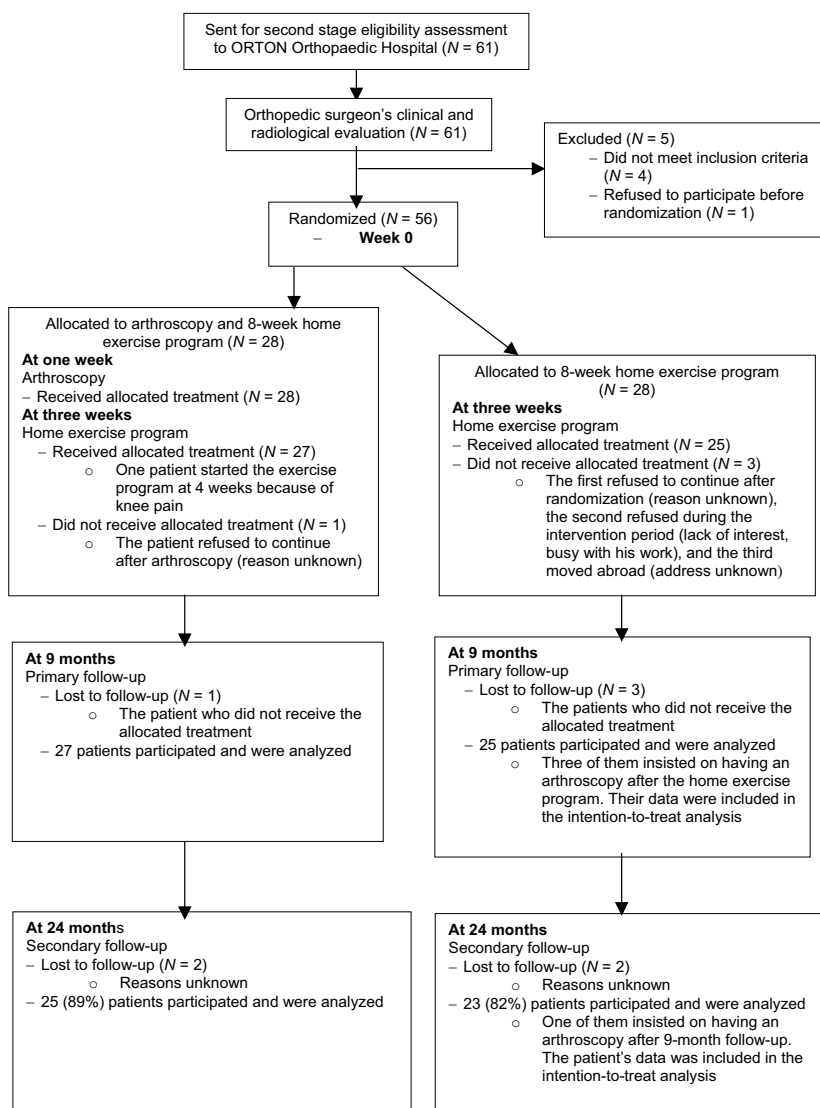 Sent for second stage eligibility assessment
to ORTON Orthopaedic Hospital (N = 61)
Orthopedic surgeon's clinical and
radiological evaluation (N = 61)
Excluded (N = 5)
– Did not meet inclusion criteria
(N = 4)
– Refused to participate before
randomization (N = 1)
Randomized (N = 56)
– Week 0
Allocated to arthroscopy and 8-week home
exercise program (N = 28)
At one week
Arthroscopy
– Received allocated treatment (N = 28)
At three weeks
Home exercise program
– Received allocated treatment (N = 27)
o One patient started the exercise
program at 4 weeks because of
knee pain
– Did not receive allocated treatment (N = 1)
o The patient refused to continue
after arthroscopy (reason unknown)
Allocated to 8-week home exercise program
(N = 28)
At three weeks
Home exercise program
– Received allocated treatment (N = 25)
– Did not receive allocated treatment (N = 3)
o The first refused to continue after
randomization (reason unknown),
the second refused during the
intervention period (lack of interest,
busy with his work), and the third
moved abroad (address unknown)
At 9 months
Primary follow-up
– Lost to follow-up (N = 1)
o The patient who did not receive the
allocated treatment
– 27 patients participated and were analyzed
At 9 months
Primary follow-up
– Lost to follow-up (N = 3)
o The patients who did not receive the
allocated treatment
– 25 patients participated and were analyzed
o Three of them insisted on having an
arthroscopy after the home exercise
program. Their data were included in
the intention-to-treat analysis
At 24 months
Secondary follow-up
– Lost to follow-up (N = 2)
o Reasons unknown
– 25 (89%) patients participated and were analyzed
At 24 months
Secondary follow-up
– Lost to follow-up (N = 2)
o Reasons unknown
– 23 (82%) patients participated and were analyzed
o One of them insisted on having an
arthroscopy after 9-month follow-up.
The patient's data was included in the
intention-to-treat analysis